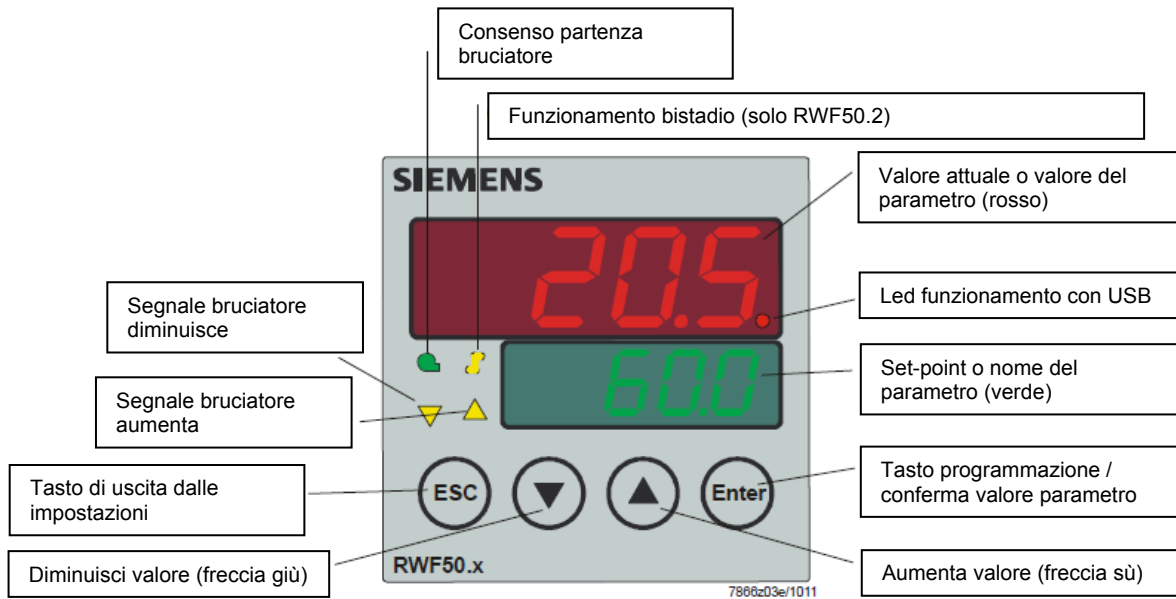 Consenso partenza
bruciatore
Funzionamento bistadio (solo RWF50.2)
SIEMENS
Valore attuale o valore del
parametro (rosso)
20.5
Segnale bruciatore
diminuisce
Led funzionamento con USB
60.0
Set-point o nome del
parametro (verde)
Segnale bruciatore
aumenta
Tasto di uscita dalle
impostazioni
ESC
Enter
Tasto programmazione /
conferma valore parametro
Diminuisci valore (freccia giù)
RWF50.x
Aumenta valore (freccia sù)
7866z03e/1011